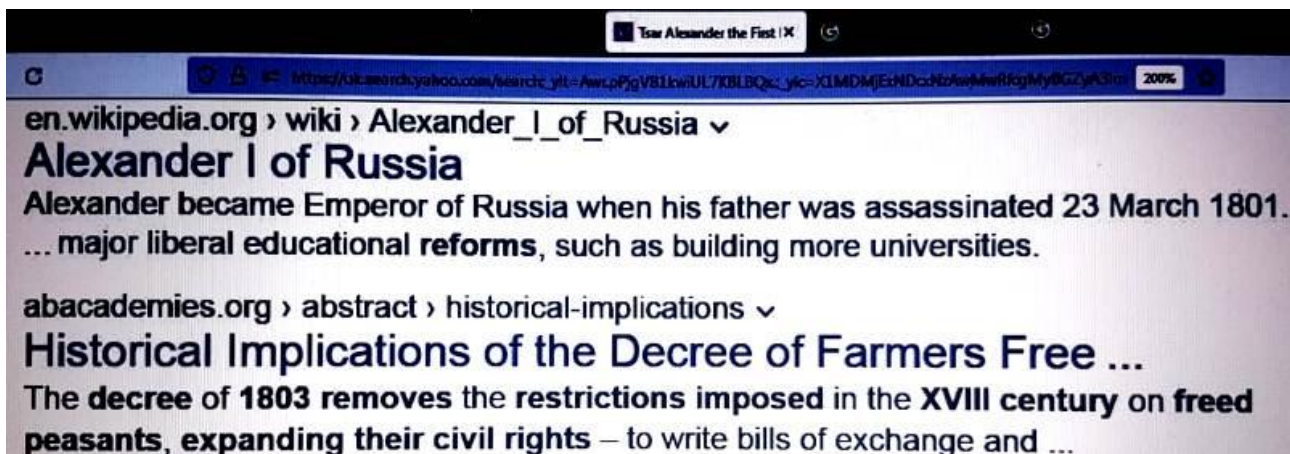 Tsar Alexander the First
200%
en.wikipedia.org › wiki › Alexander_I_of_Russia
Alexander I of Russia
Alexander became Emperor of Russia when his father was assassinated 23 March 1801.
... major liberal educational reforms, such as building more universities.
abacademies.org › abstract › historical-implications
Historical Implications of the Decree of Farmers Free ...
The decree of 1803 removes the restrictions imposed in the XVIII century on freed
peasants, expanding their civil rights – to write bills of exchange and ...